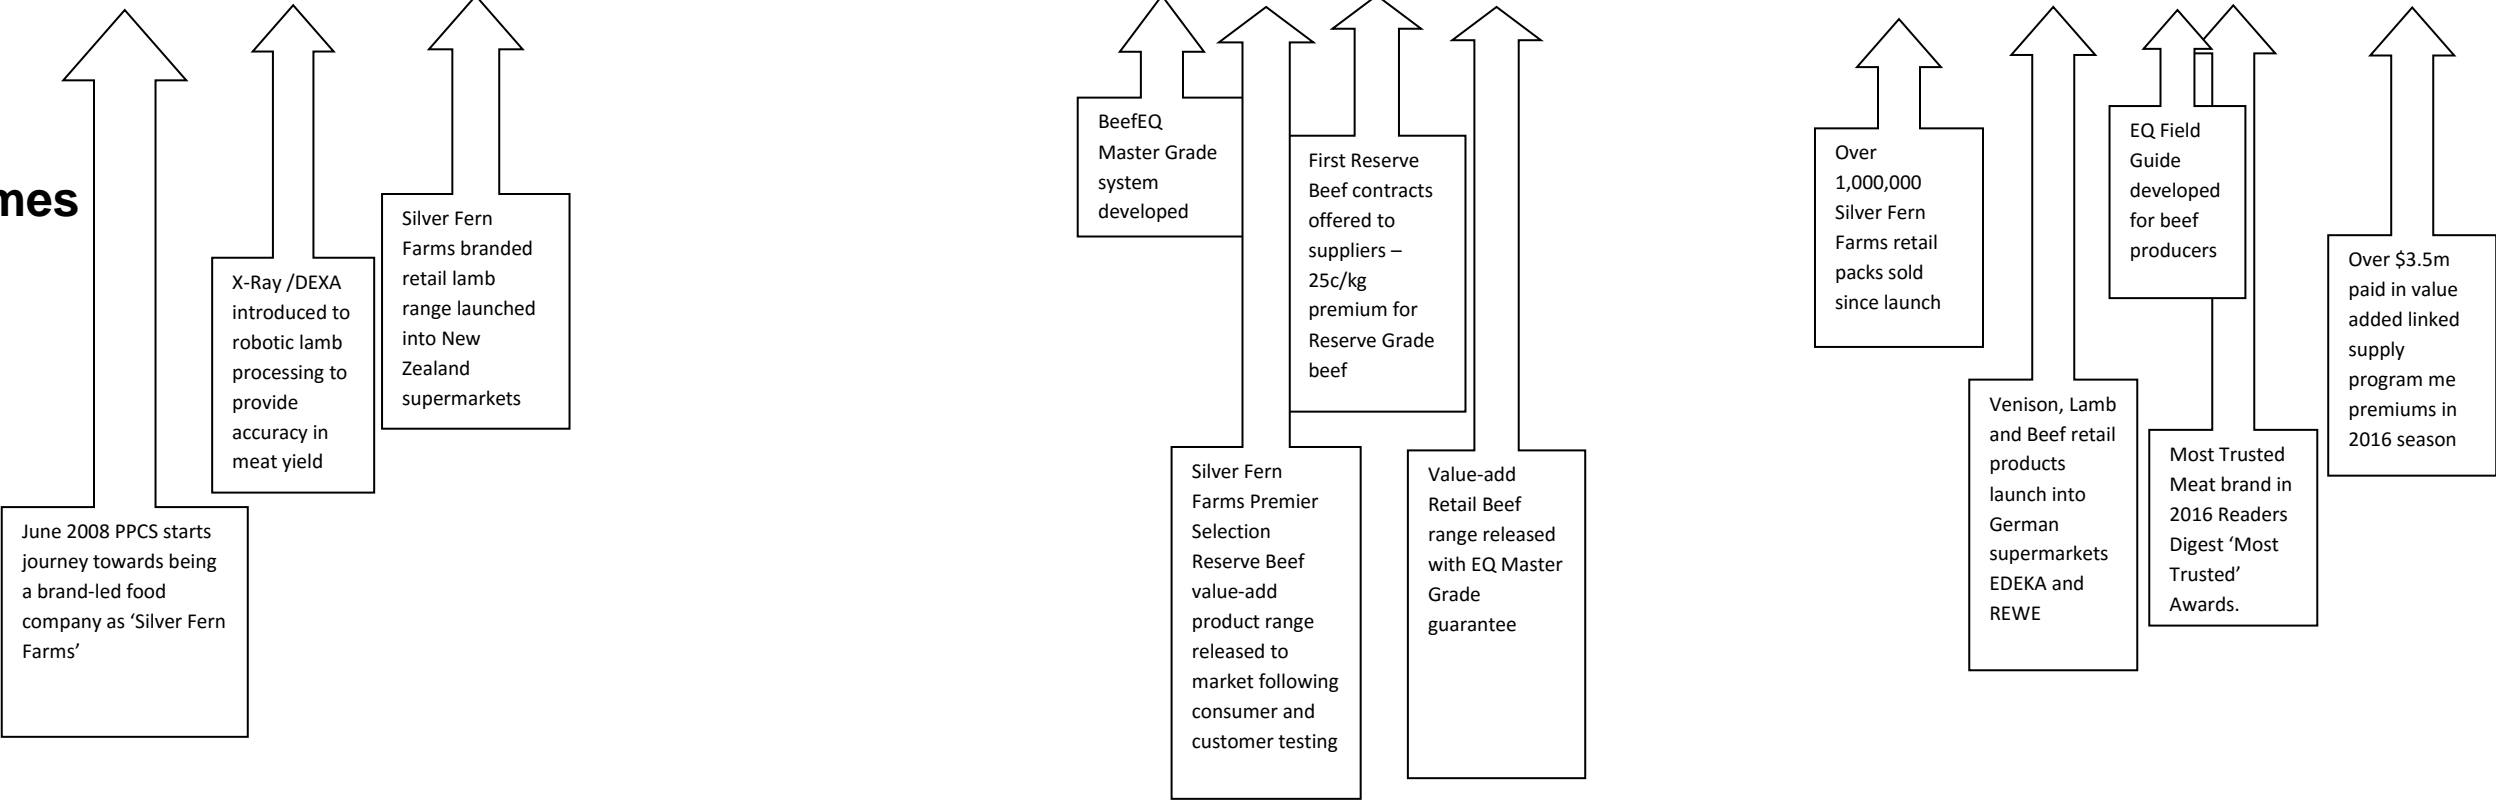 mes
June 2008 PPCS starts
journey towards being
a brand-led food
company as ‘Silver Fern
Farms’
X-Ray /DEXA
introduced to
robotic lamb
processing to
provide
accuracy in
meat yield
Silver Fern
Farms branded
retail lamb
range launched
into New
Zealand
supermarkets
BeefEQ
Master Grade
system
developed
Silver Fern
Farms Premier
Selection
Reserve Beef
value-add
product range
released to
market following
consumer and
customer testing
First Reserve
Beef contracts
offered to
suppliers –
25c/kg
premium for
Reserve Grade
beef
Value-add
Retail Beef
range released
with EQ Master
Grade
guarantee
Over
1,000,000
Silver Fern
Farms retail
packs sold
since launch
Venison, Lamb
and Beef retail
products
launch into
German
supermarkets
EDEKA and
REWE
EQ Field
Guide
developed
for beef
producers
Most Trusted
Meat brand in
2016 Readers
Digest ‘Most
Trusted’
Awards.
Over $3.5m
paid in value
added linked
supply
program me
premiums in
2016 season